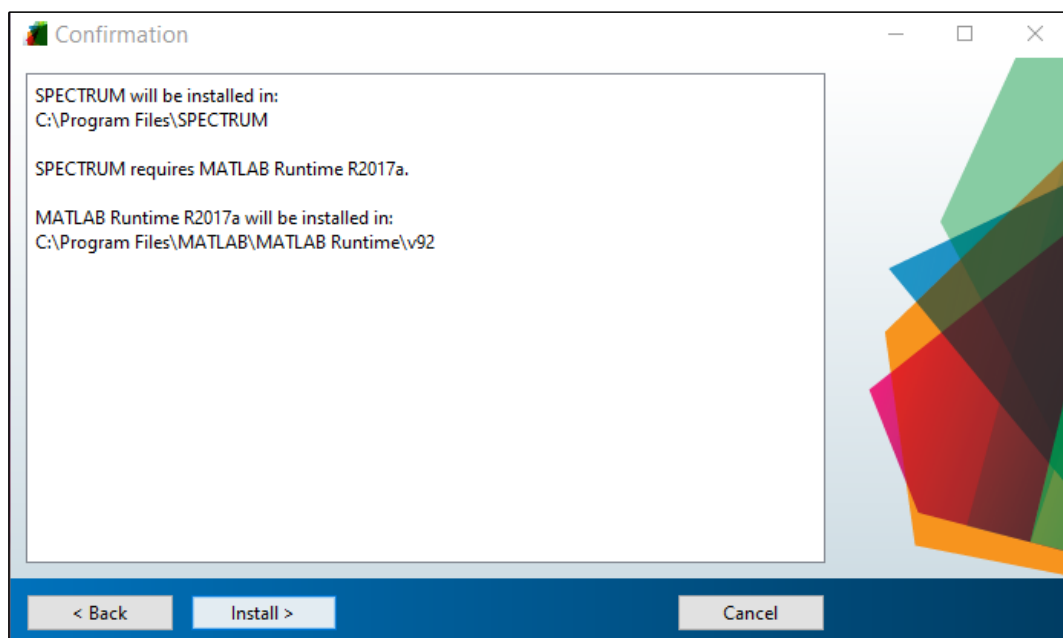 Confirmation
SPECTRUM will be installed in:
C:\Program Files\SPECTRUM
SPECTRUM requires MATLAB Runtime R2017a.
MATLAB Runtime R2017a will be installed in:
C:\Program Files\MATLAB\MATLAB Runtime\v92
< Back
Install >
Cancel